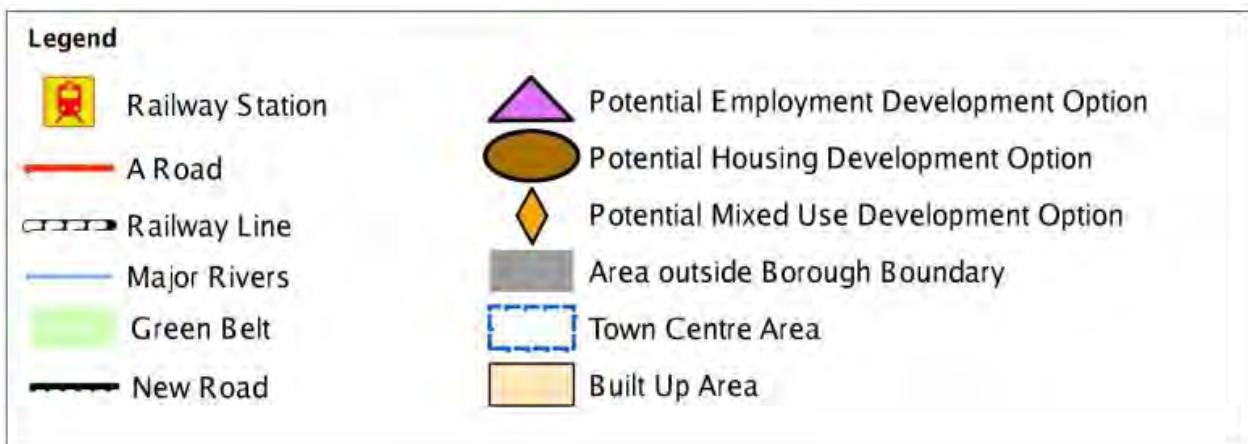 Legend
Railway Station
A Road
Railway Line
Major Rivers
Green Belt
New Road
Potential Employment Development Option
Potential Housing Development Option
Potential Mixed Use Development Option
Area outside Borough Boundary
Town Centre Area
Built Up Area